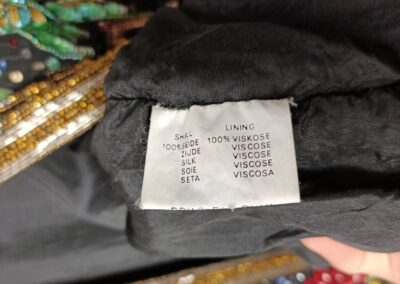 SHELL LINING
100%SEIDE 100% VISKOSE
ZIJDE VISCOSE
SILK VISCOSE
SOIE VISCOSE
SETA VISCOSA